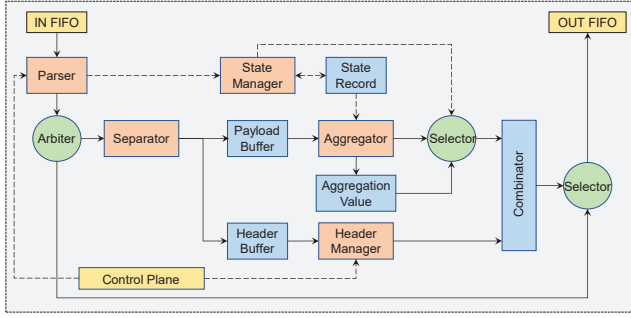 IN FIFO
OUT FIFO
Parser
State
Manager
State
Record
Arbiter
Separator
Payload
Buffer
Aggregator
Selector
Aggregation
Value
Combinator
Selector
Header
Buffer
Header
Manager
Control Plane